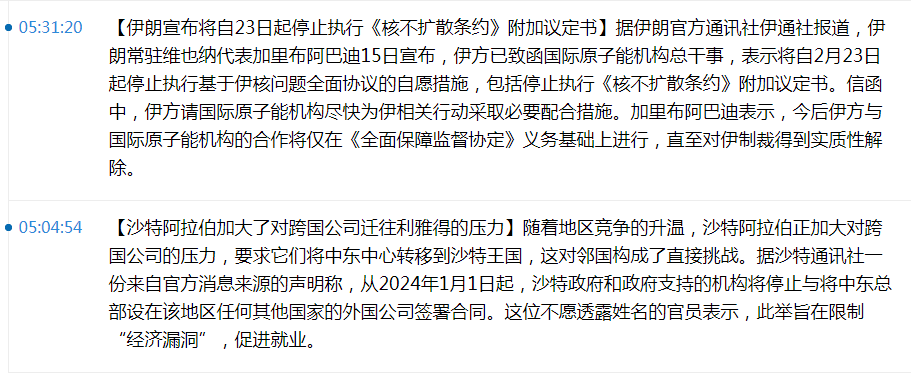 05:31:20 【伊朗宣布将自23日起停止执行《核不扩散条约》附加议定书】据伊朗官方通讯社伊通社报道，伊
朗常驻维也纳代表加里布阿巴迪15日宣布，伊方已致函国际原子能机构总干事，表示将自2月23日
起停止执行基于伊核问题全面协议的自愿措施，包括停止执行《核不扩散条约》附加议定书。信函
中，伊方请国际原子能机构尽快为伊相关行动采取必要配合措施。加里布阿巴迪表示，今后伊方与
国际原子能机构的合作将仅在《全面保障监督协定》义务基础上进行，直至对伊制裁得到实质性解
除。
05:04:54 【沙特阿拉伯加大了对跨国公司迁往利雅得的压力】随着地区竞争的升温，沙特阿拉伯正加大对跨
国公司的压力，要求它们将中东中心转移到沙特王国，这对邻国构成了直接挑战。据沙特通讯社一
份来自官方消息来源的声明称，从2024年1月1日起，沙特政府和政府支持的机构将停止与将中东总
部设在该地区任何其他国家的外国公司签署合同。这位不愿透露姓名的官员表示，此举旨在限制
“经济漏洞”，促进就业。